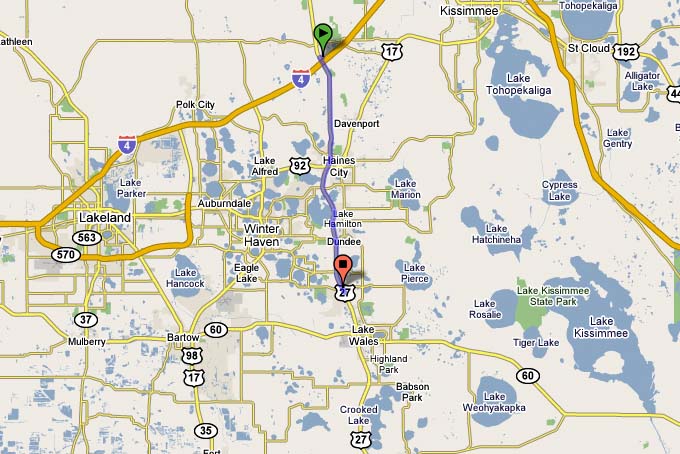 Kissimmee
Tohopekaliga
17
St Cloud
192
4
Lake
Tohopekaliga
Alligator
Lake
Polk City
Davenport
4
Lake
Gentry
Lake
Alfred
92
Haines
City
Lake
Parker
Lake
Marion
Cypress
Lake
Auburndale
Lakeland
Lake
Hamilton
Winter
Haven
563
Dundee
Lake
Hatchineha
570
Eagle
Lake
Lake
Hancock
Lake
Pierce
27
Lake Kissimmee
State Park
Lake
Rosalie
Lake
Kissimmee
37
60
Lake
Wales
Mulberry
Bartow
Tiger Lake
98
Highland
Park
17
60
Babson
Park
Lake
Weohyakapka
Crooked
Lake
35
27